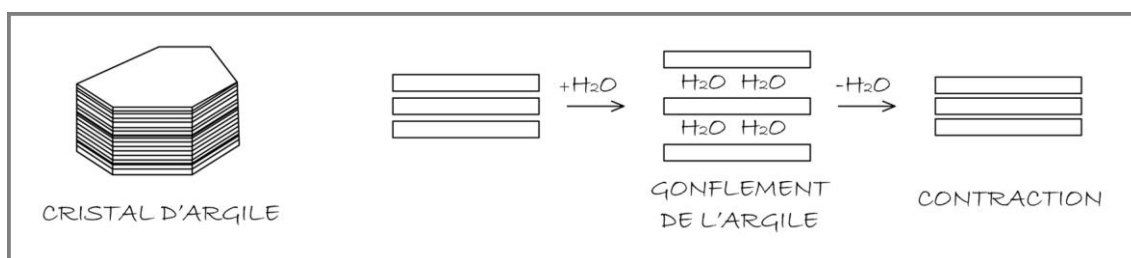 CRISTAL D'ARGILE
+H₂O
H₂O H₂O
H₂O H₂O
GONFLEMENT
DE L'ARGILE
-H₂O
CONTRACTION